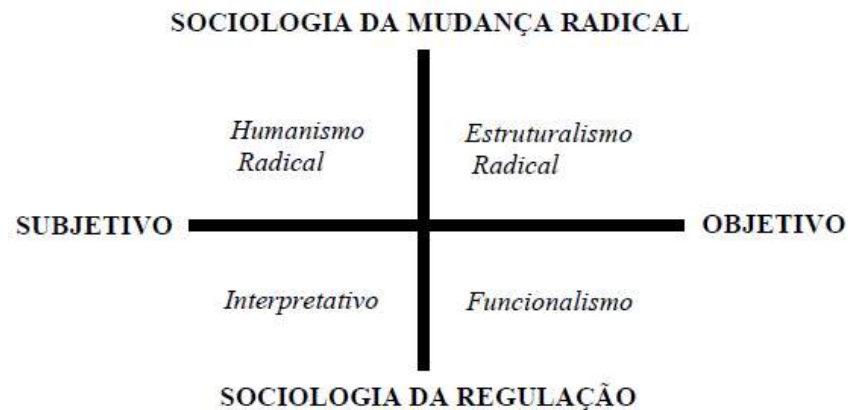 SOCIOLOGIA DA MUDANÇA RADICAL
Humanismo
Radical
Estruturalismo
Radical
SUBJETIVO
OBJETIVO
Interpretativo
Funcionalismo
SOCIOLOGIA DA REGULAÇÃO